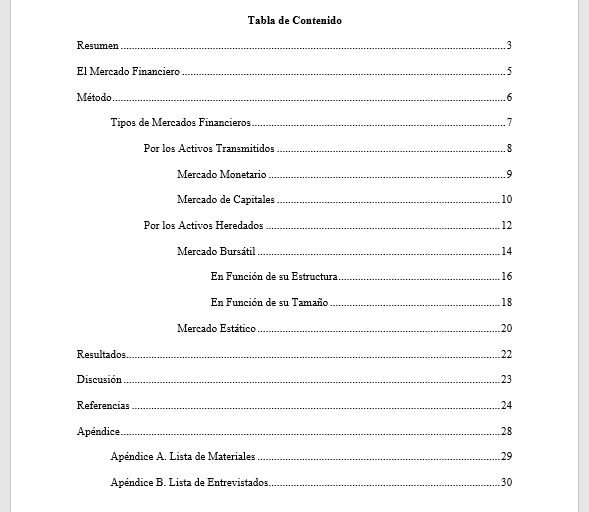 Tabla de Contenido
Resumen ........................................ 3
El Mercado Financiero ........................................ 5
Método ........................................ 6
Tipos de Mercados Financieros ........................................ 7
Por los Activos Transmitidos ........................................ 8
Mercado Monetario ........................................ 9
Mercado de Capitales ........................................ 10
Por los Activos Heredados ........................................ 12
Mercado Bursátil ........................................ 14
En Función de su Estructura ........................................ 16
En Función de su Tamaño ........................................ 18
Mercado Estático ........................................ 20
Resultados ........................................ 22
Discusión ........................................ 23
Referencias ........................................ 24
Apéndice ........................................ 28
Apéndice A. Lista de Materiales ........................................ 29
Apéndice B. Lista de Entrevistados ........................................ 30